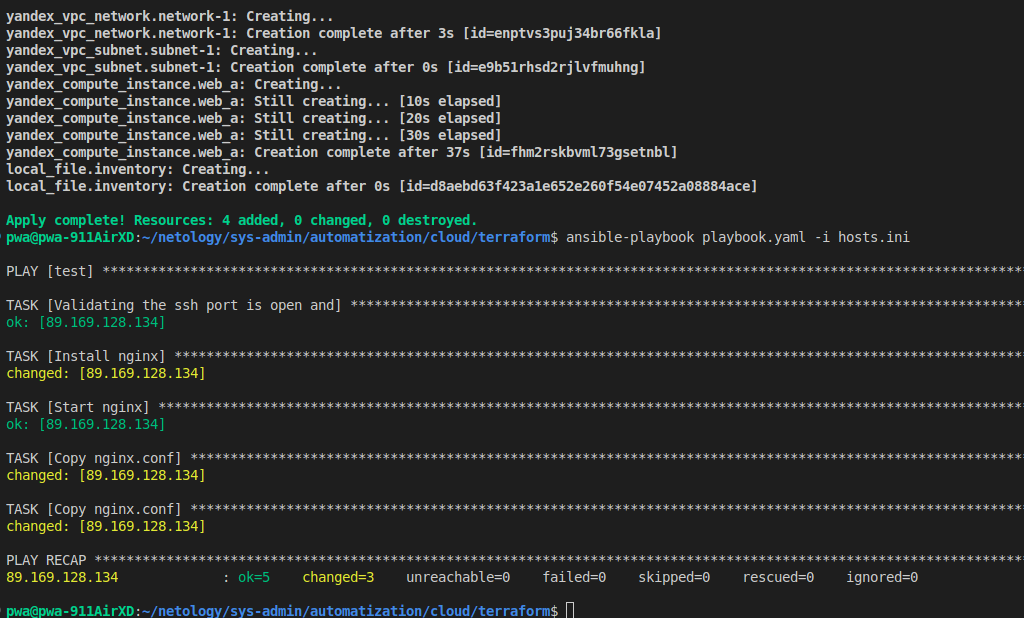 yandex_vpc_network.network-1: Creating...
yandex_vpc_network.network-1: Creation complete after 3s [id=enptvs3puj34br66fkla]
yandex_vpc_subnet.subnet-1: Creating...
yandex_vpc_subnet.subnet-1: Creation complete after 0s [id=e9b51rhsd2rjlvfmuhng]
yandex_compute_instance.web_a: Creating...
yandex_compute_instance.web_a: Still creating... [10s elapsed]
yandex_compute_instance.web_a: Still creating... [20s elapsed]
yandex_compute_instance.web_a: Still creating... [30s elapsed]
yandex_compute_instance.web_a: Creation complete after 37s [id=fhm2rskbvml73gsetnbl]
local_file.inventory: Creating...
local_file.inventory: Creation complete after 0s [id=d8aebd63f423a1e652e260f54e07452a08884ace]
Apply complete! Resources: 4 added, 0 changed, 0 destroyed.
pwa@pwa-911AirXD:~/netology/sys-admin/automatization/cloud/terraform$ ansible-playbook playbook.yaml -i hosts.ini
PLAY [test] *******************************************************************************************************************
TASK [Validating the ssh port is open and] ************************************************************************************
ok: [89.169.128.134]
TASK [Install nginx] **********************************************************************************************************
changed: [89.169.128.134]
TASK [Start nginx] ************************************************************************************************************
ok: [89.169.128.134]
TASK [Copy nginx.conf] ********************************************************************************************************
changed: [89.169.128.134]
TASK [Copy nginx.conf] ********************************************************************************************************
changed: [89.169.128.134]
PLAY RECAP ********************************************************************************************************************
89.169.128.134             : ok=5    changed=3    unreachable=0    failed=0    skipped=0    rescued=0    ignored=0
pwa@pwa-911AirXD:~/netology/sys-admin/automatization/cloud/terraform$